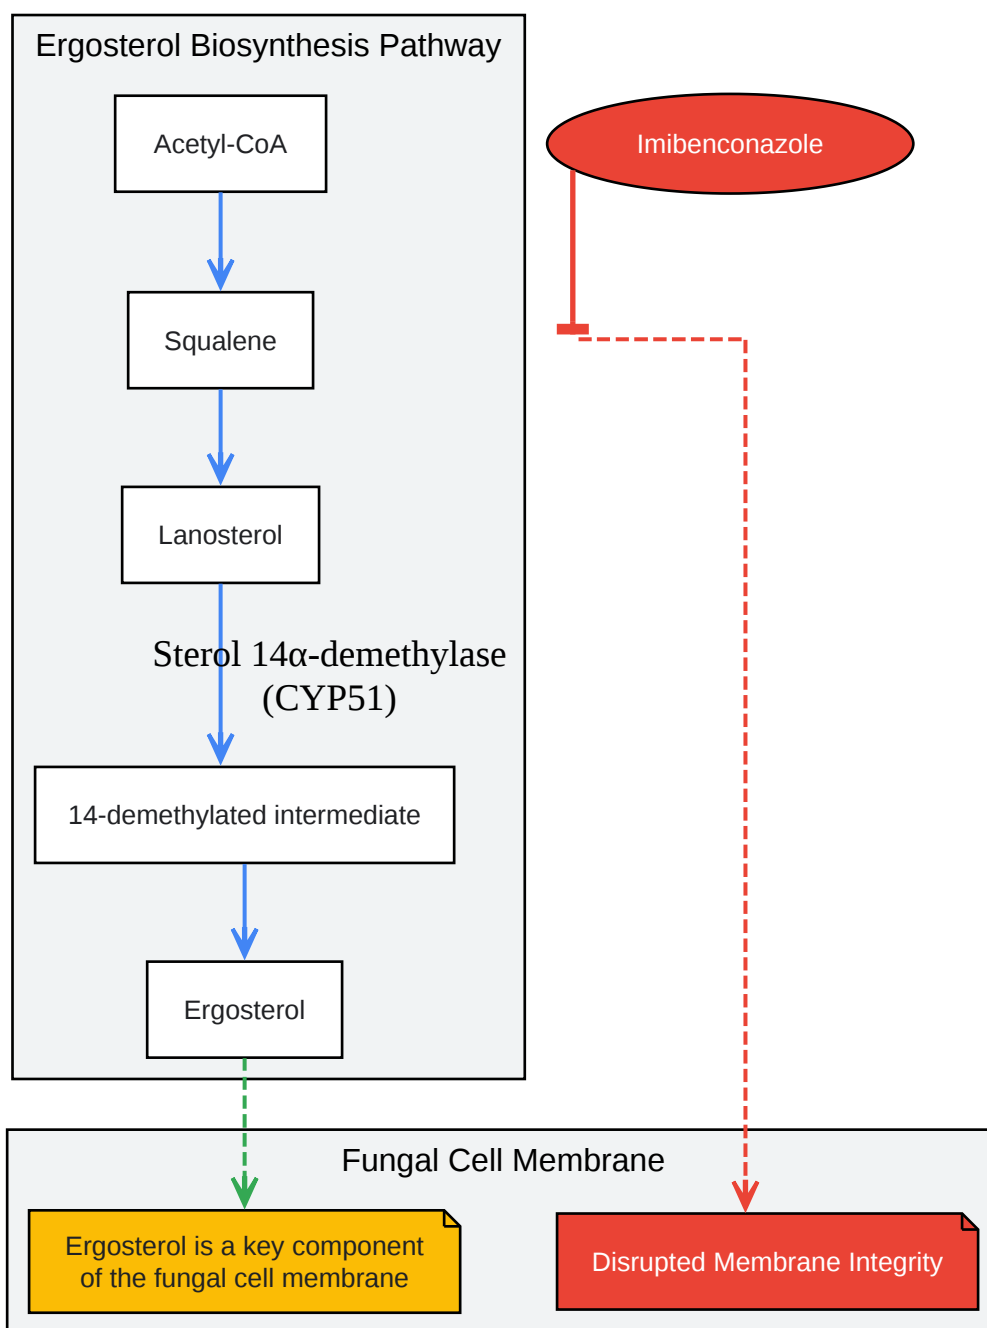 Ergosterol Biosynthesis Pathway
Acetyl-CoA
Imibenconazole
Squalene
Lanosterol
Sterol 14α-demethylase
(CYP51)
14-demethylated intermediate
Ergosterol
Fungal Cell Membrane
Ergosterol is a key component
of the fungal cell membrane
Disrupted Membrane Integrity